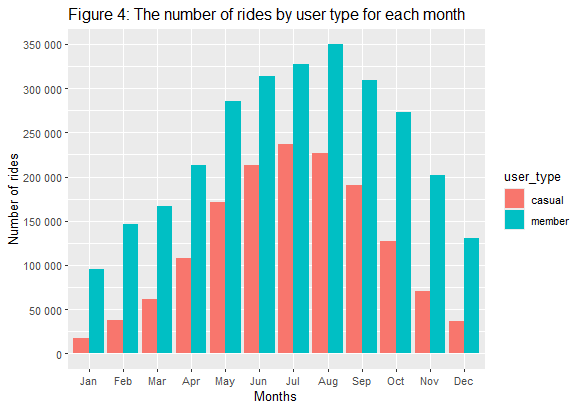 Figure 4: The number of rides by user type for each month
350 000
300 000
250 000
200 000
150 000
100 000
50 000
0
Number of rides
Jan Feb Mar Apr May Jun Jul Aug Sep Oct Nov Dec
Months
user_type
casual
member